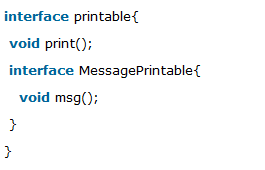 interface printable{
void print();
interface MessagePrintable{
void msg();
}
}